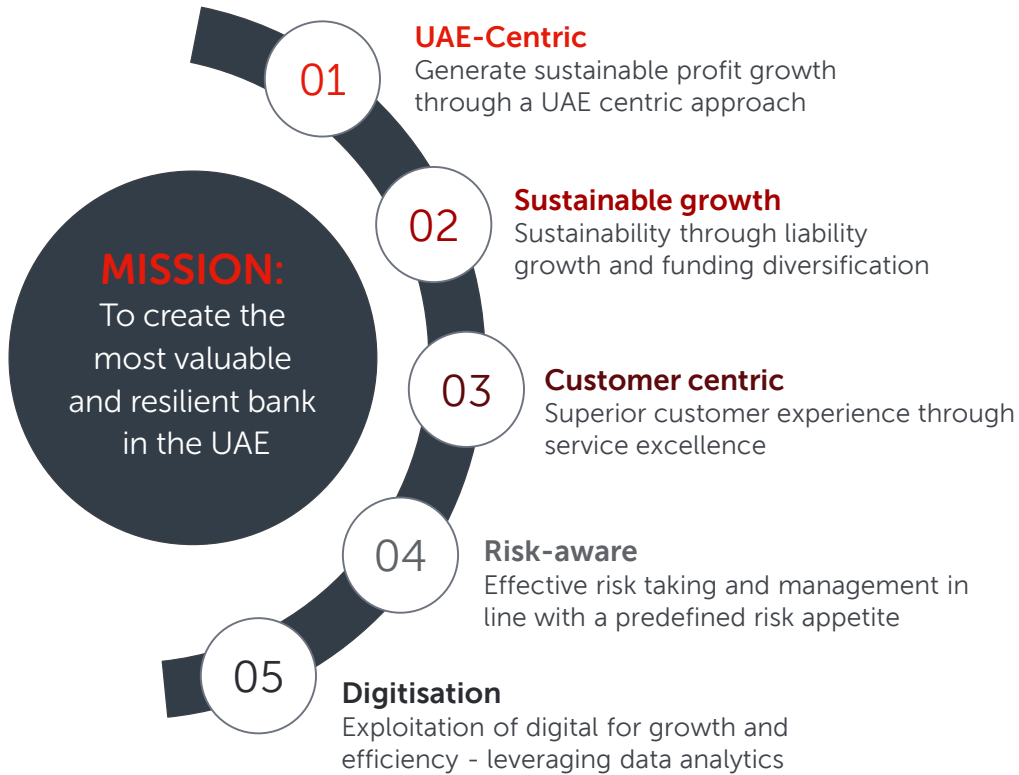 MISSION:
To create the
most valuable
and resilient bank
in the UAE
01
UAE-Centric
Generate sustainable profit growth
through a UAE centric approach
02
Sustainable growth
Sustainability through liability
growth and funding diversification
03
Customer centric
Superior customer experience through
service excellence
04
Risk-aware
Effective risk taking and management in
line with a predefined risk appetite
05
Digitisation
Exploitation of digital for growth and
efficiency - leveraging data analytics